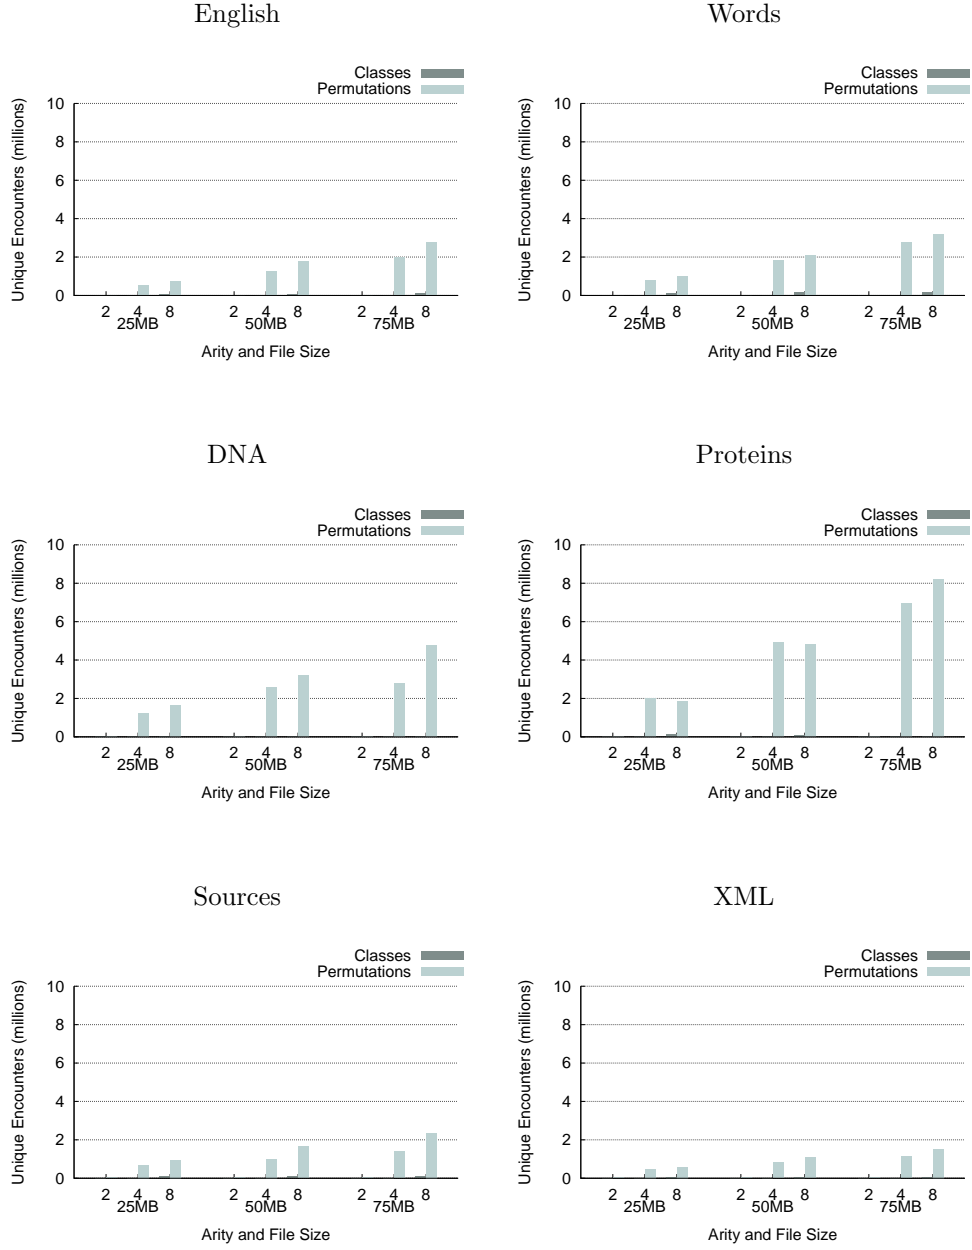 English
Classes
Permutations
Unique Encounters (millions)
10
8
6
4
2
0
2 4 8 2 4 8 2 4 8
25MB 50MB 75MB
Arity and File Size
Words
Classes
Permutations
Unique Encounters (millions)
10
8
6
4
2
0
2 4 8 2 4 8 2 4 8
25MB 50MB 75MB
Arity and File Size
DNA
Classes
Permutations
Unique Encounters (millions)
10
8
6
4
2
0
2 4 8 2 4 8 2 4 8
25MB 50MB 75MB
Arity and File Size
Proteins
Classes
Permutations
Unique Encounters (millions)
10
8
6
4
2
0
2 4 8 2 4 8 2 4 8
25MB 50MB 75MB
Arity and File Size
Sources
Classes
Permutations
Unique Encounters (millions)
10
8
6
4
2
0
2 4 8 2 4 8 2 4 8
25MB 50MB 75MB
Arity and File Size
XML
Classes
Permutations
Unique Encounters (millions)
10
8
6
4
2
0
2 4 8 2 4 8 2 4 8
25MB 50MB 75MB
Arity and File Size